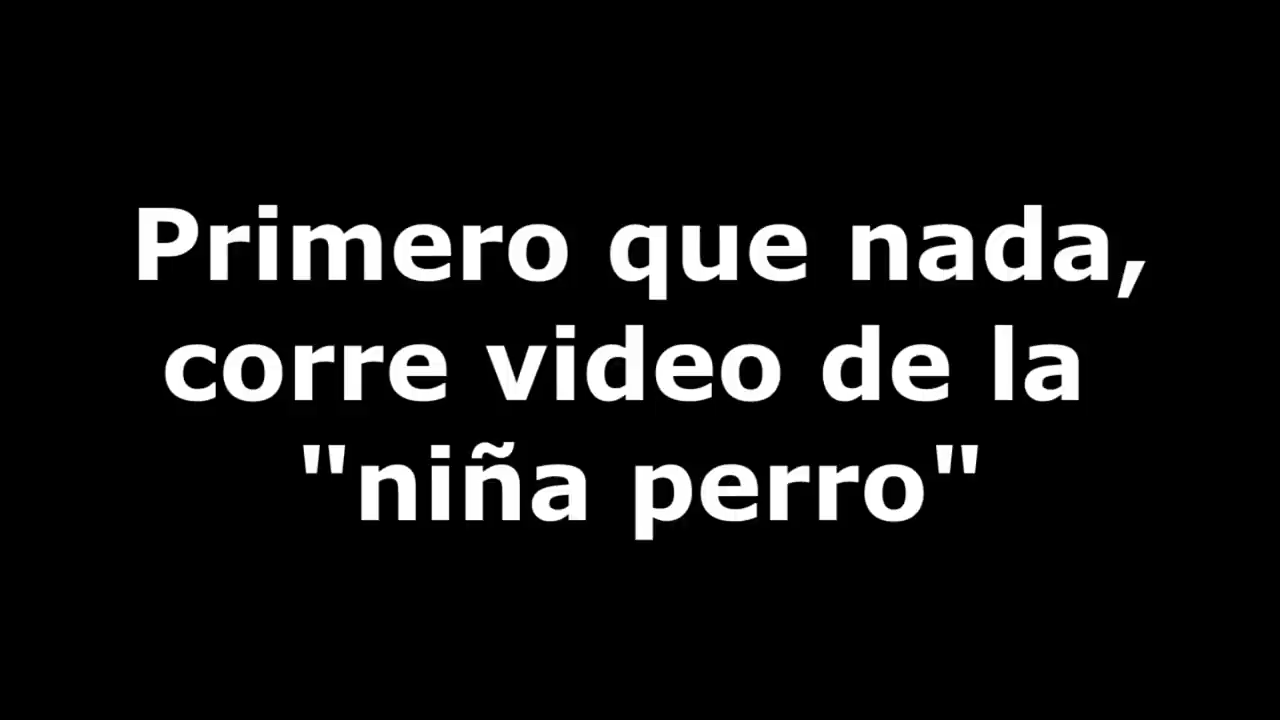 Primero que nada,
corre video de la
"niña perro"